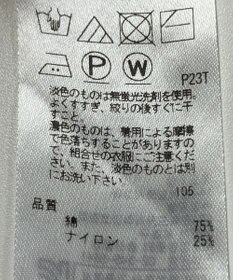 P W
P23T
淡色のものは無蛍光洗剤を使用。
よくすすぎ、絞りの後すぐに干
すこと。
濃色のものは、着用による摩擦
で色落ちすることがありますの
で、組合せの衣服にご注意くだ
さい。また、淡色のものとは別
にお洗い下さい。
105
品質
綿 75%
ナイロン 25%